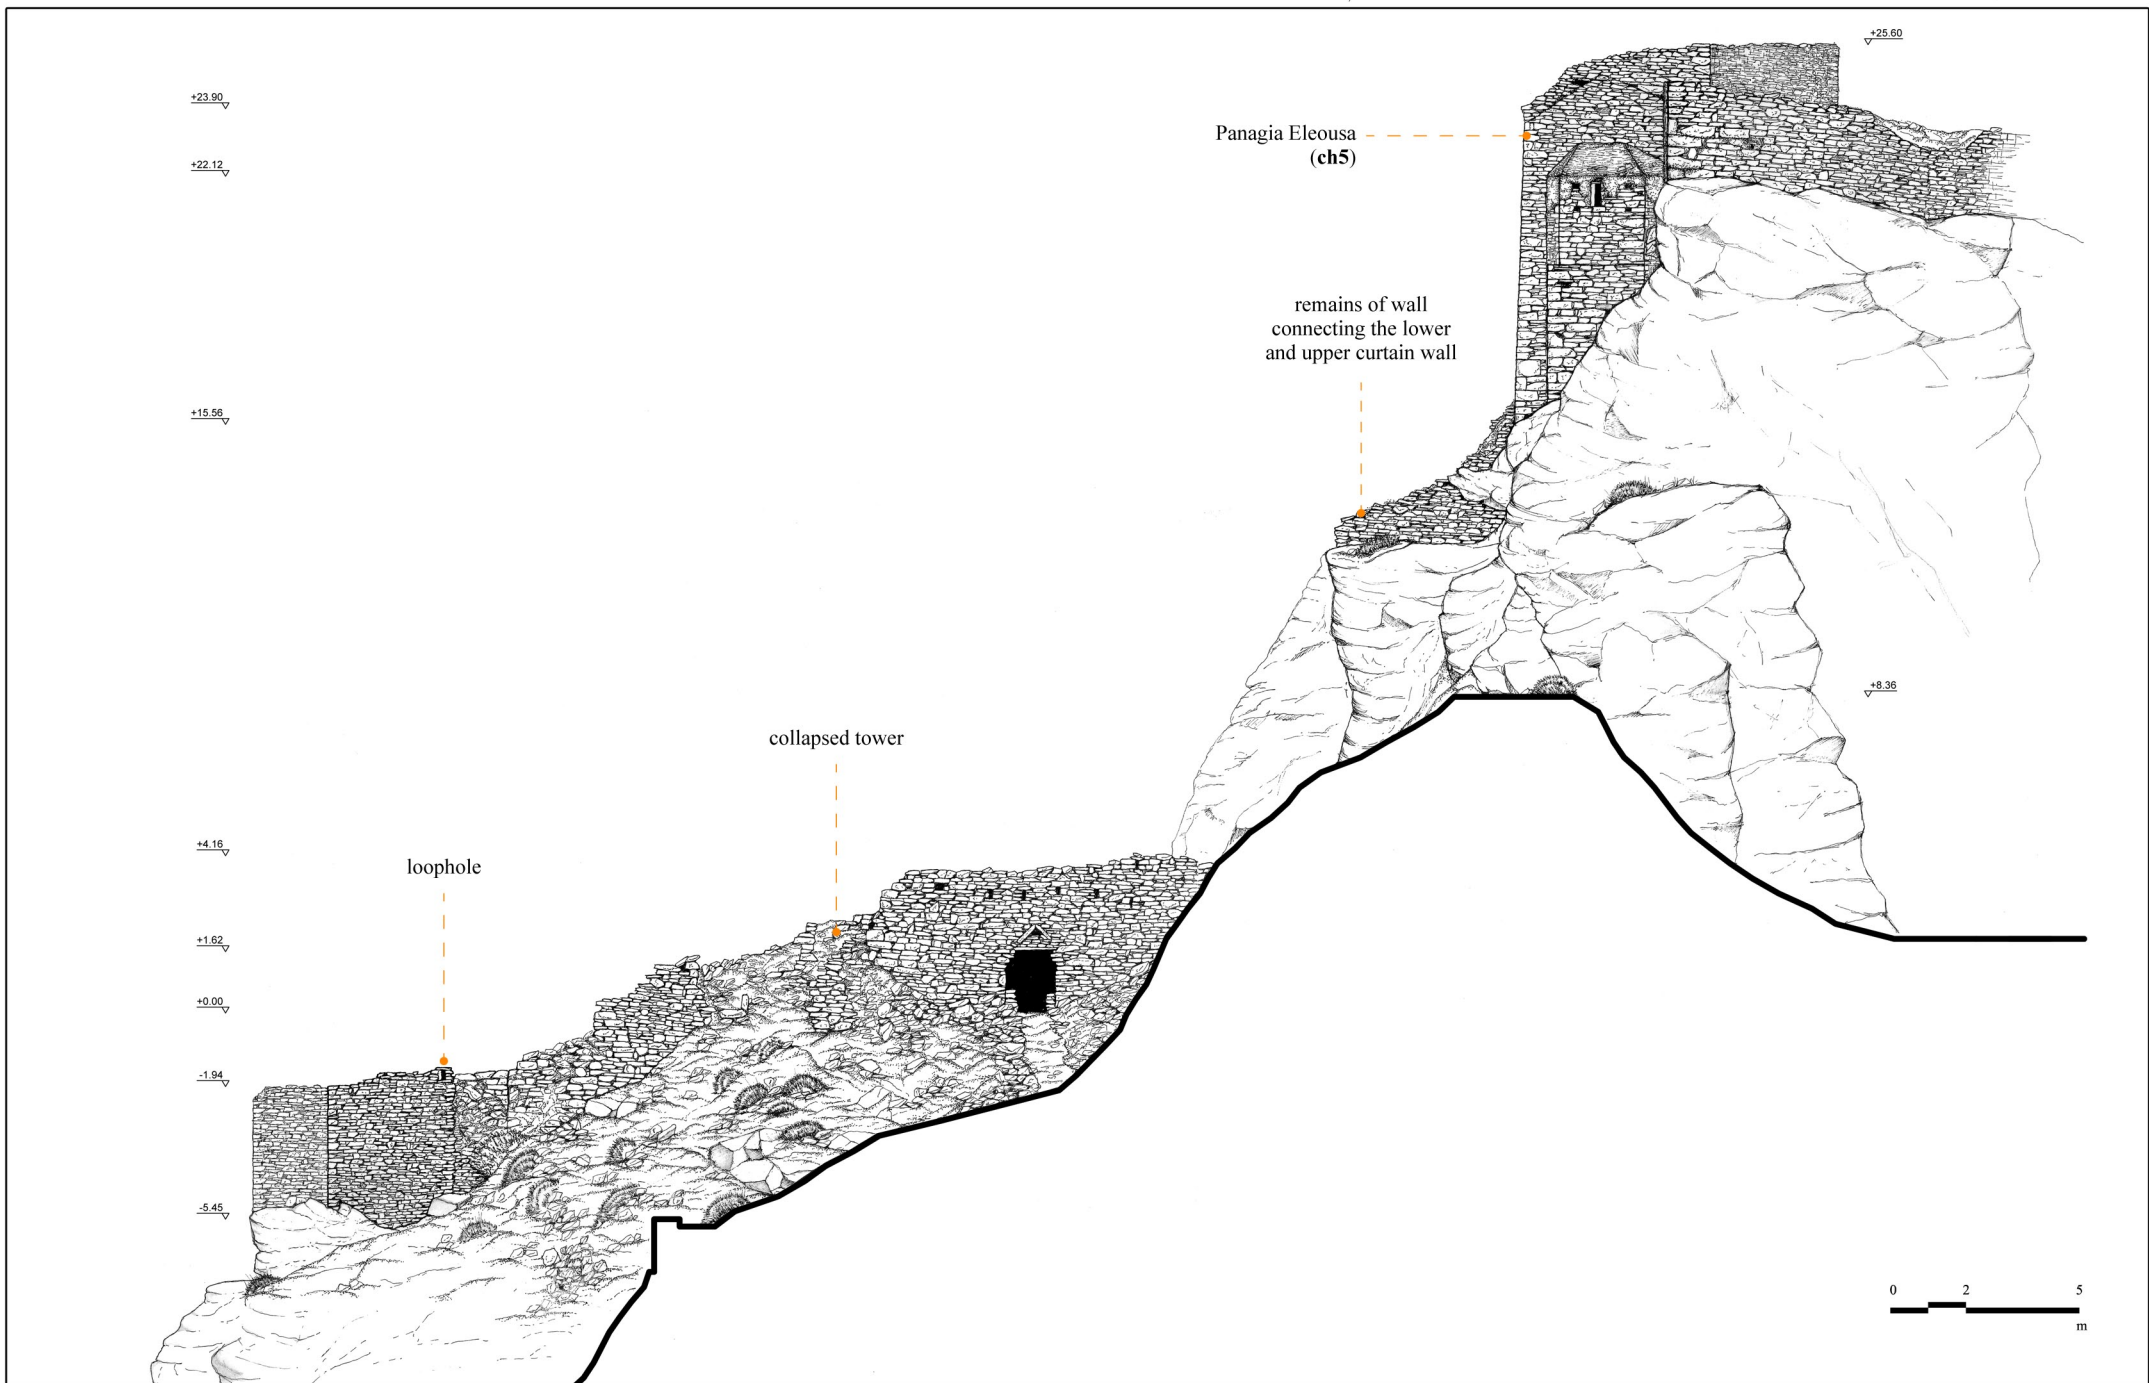 +25.60
+23.90
Panagia Eleousa
(ch5)
+22.12
remains of wall
connecting the lower
and upper curtain wall
+15.56
+8.36
collapsed tower
+4.16
loophole
+1.62
+0.00
-1.94
-5.45
0 2 5
m